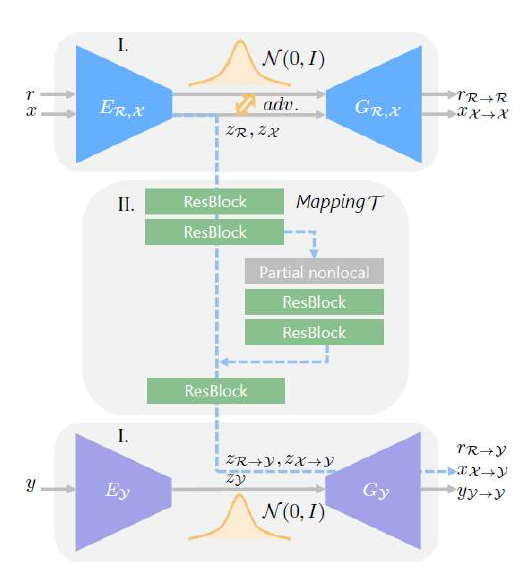 I.
𝒩(0, I)
r
x
E_{ℛ,𝒳}
adv.
G_{ℛ,𝒳}
r_{ℛ→ℛ}
x_{𝒳→𝒳}
z_ℛ, z_𝒳
II.
ResBlock
Mapping 𝒯
ResBlock
Partial nonlocal
ResBlock
ResBlock
ResBlock
I.
z_{ℛ→𝒴}, z_{𝒳→𝒴}
r_{ℛ→𝒴}
x_{𝒳→𝒴}
y
E_𝒴
z_𝒴
G_𝒴
y_{𝒴→𝒴}
𝒩(0, I)